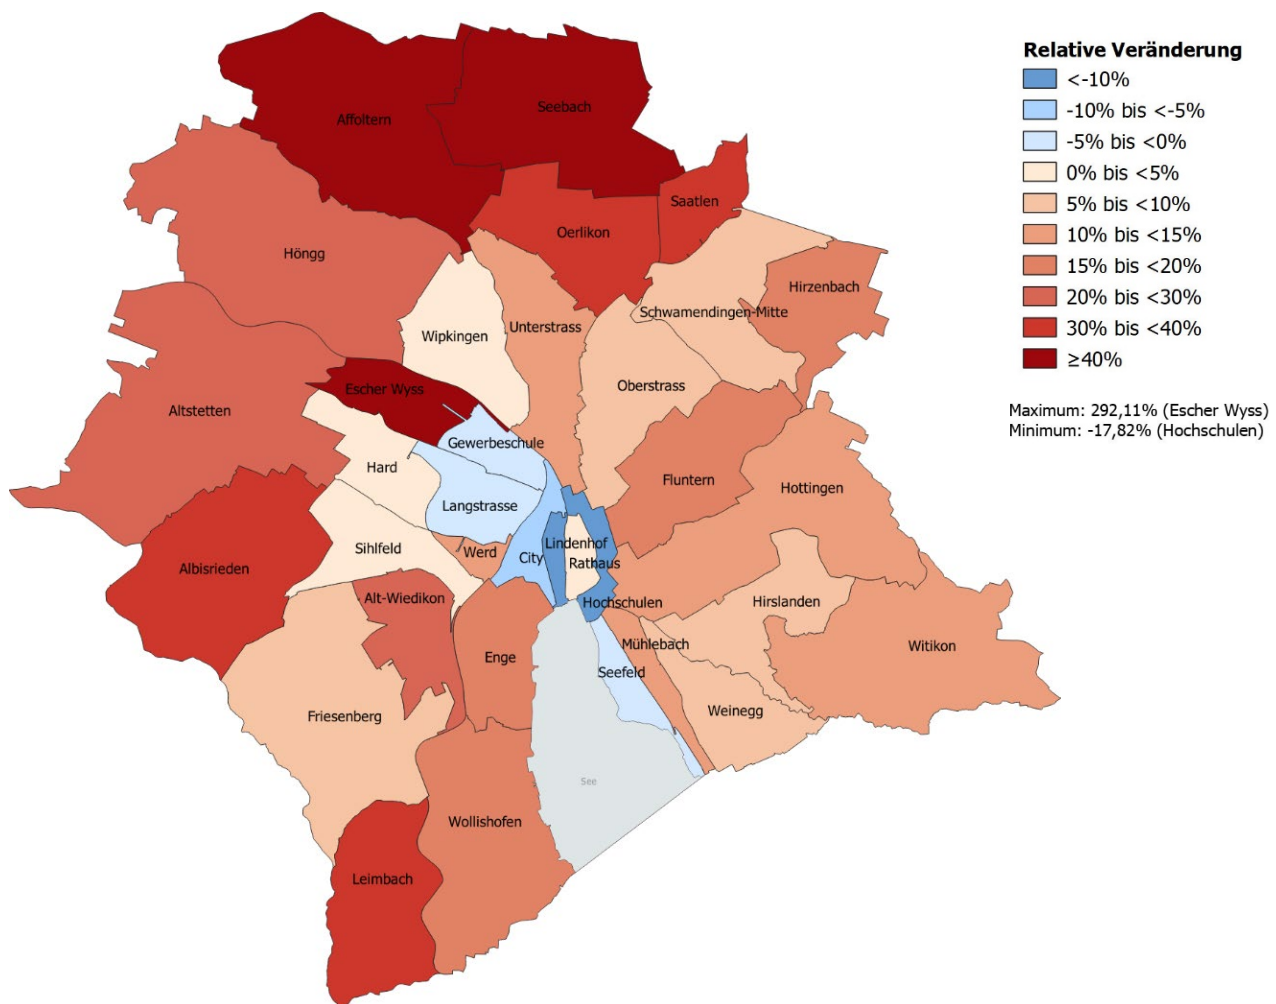 Relative Veränderung
<-10%
-10% bis <-5%
-5% bis <0%
0% bis <5%
5% bis <10%
10% bis <15%
15% bis <20%
20% bis <30%
30% bis <40%
≥40%
Maximum: 292,11% (Escher Wyss)
Minimum: -17,82% (Hochschulen)
Seebach
Affoltern
Saatlen
Oerlikon
Höngg
Hirzenbach
Schwamendingen-Mitte
Unterstrass
Wipkingen
Oberstrass
Escher Wyss
Altstetten
Gewerbeschule
Hard
Fluntern
Hottingen
Langstrasse
Lindenhof
Sihlfeld
Werd
City
Rathaus
Albisrieden
Alt-Wiedikon
Hochschulen
Hirslanden
Mühlebach
Witikon
Enge
Seefeld
Weinegg
Friesenberg
See
Wollishofen
Leimbach